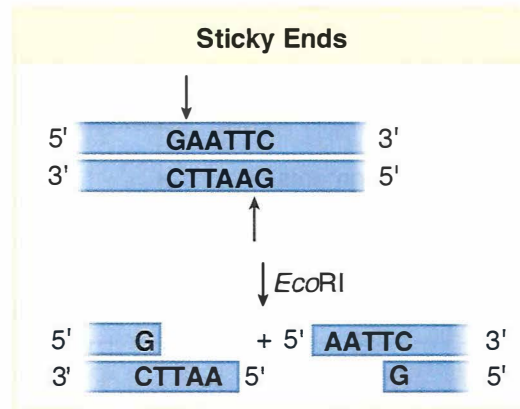 Sticky Ends
5' GAATTC 3'
3' CTTAAG 5'
EcoRI
5' G + 5' AATTC 3'
3' CTTAA 5' G 5'